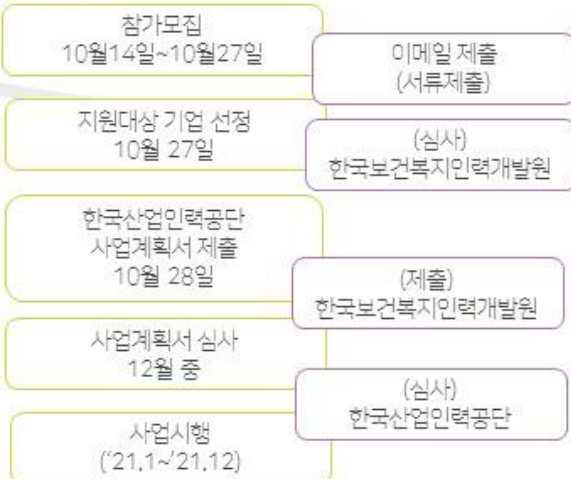 참가모집
10월14일~10월27일
이메일 제출
(서류제출)
지원대상 기업 선정
10월 27일
(심사)
한국보건복지인력개발원
한국산업인력공단
사업계획서 제출
10월 28일
(제출)
한국보건복지인력개발원
사업계획서 심사
12월 중
(심사)
한국산업인력공단
사업시행
('21.1~'21.12)